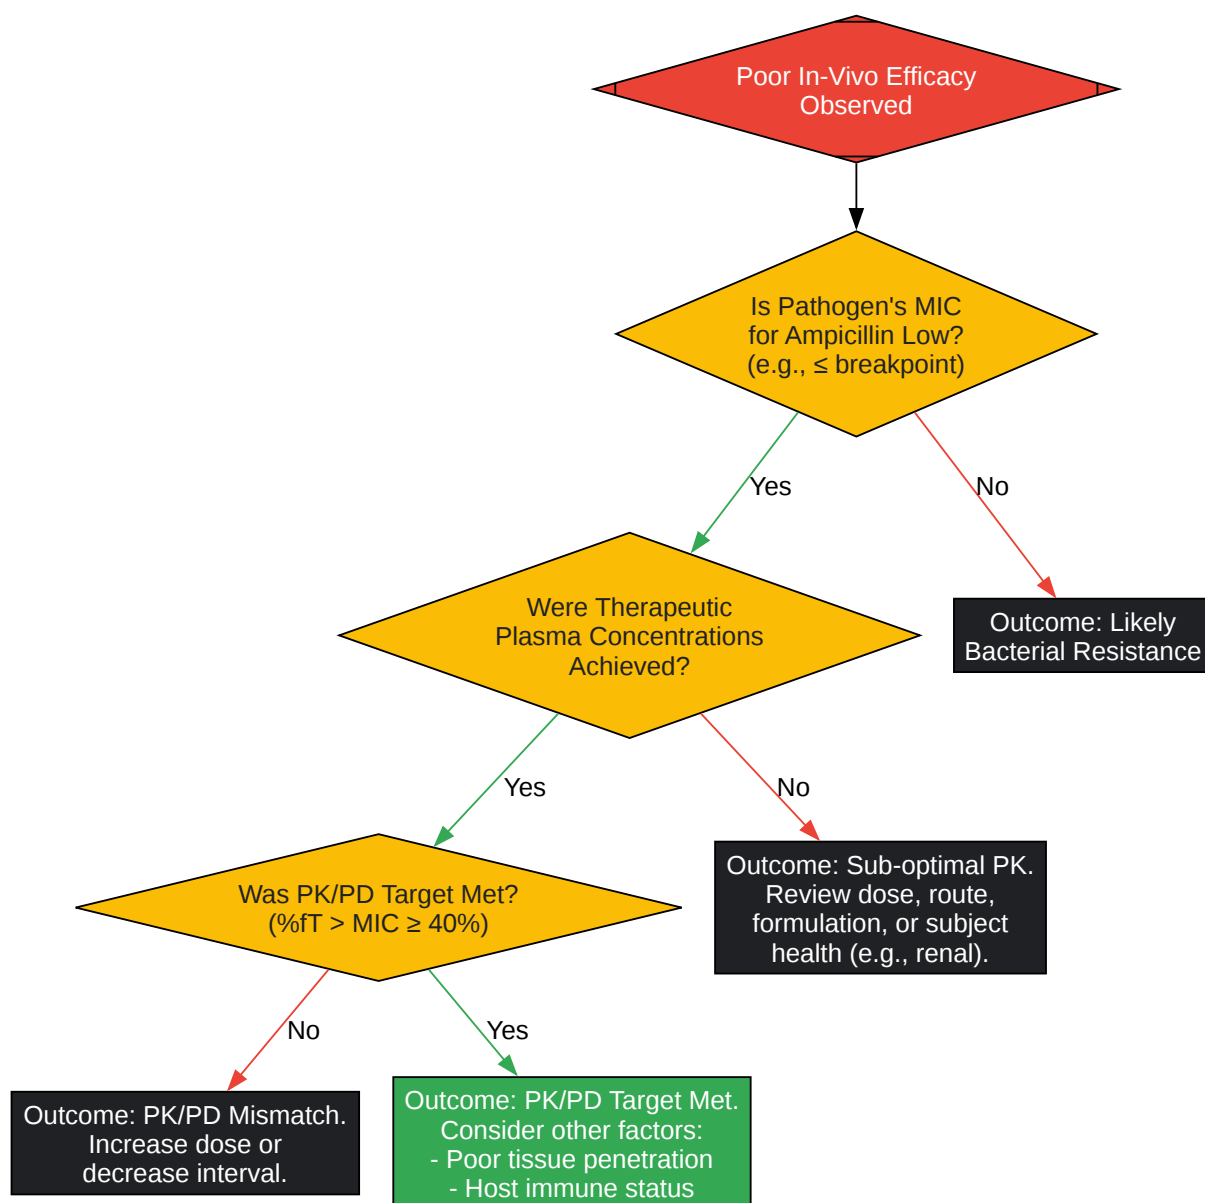 Poor In-Vivo Efficacy
Observed
Is Pathogen's MIC
for Ampicillin Low?
(e.g., ≤ breakpoint)
Yes
No
Were Therapeutic
Plasma Concentrations
Achieved?
Outcome: Likely
Bacterial Resistance
Yes
No
Was PK/PD Target Met?
(%fT > MIC ≥ 40%)
Outcome: Sub-optimal PK.
Review dose, route,
formulation, or subject
health (e.g., renal).
No
Yes
Outcome: PK/PD Mismatch.
Increase dose or
decrease interval.
Outcome: PK/PD Target Met.
Consider other factors:
- Poor tissue penetration
- Host immune status